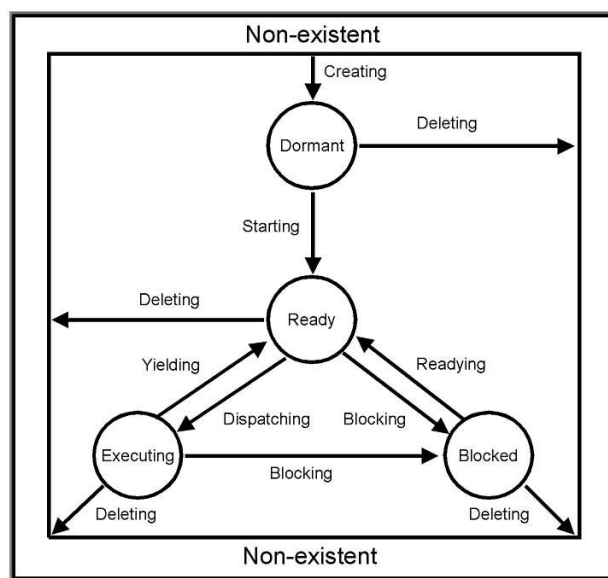 Non-existent
Creating
Deleting
Dormant
Starting
Deleting
Ready
Yielding
Readying
Dispatching
Blocking
Executing
Blocked
Blocking
Deleting
Deleting
Non-existent